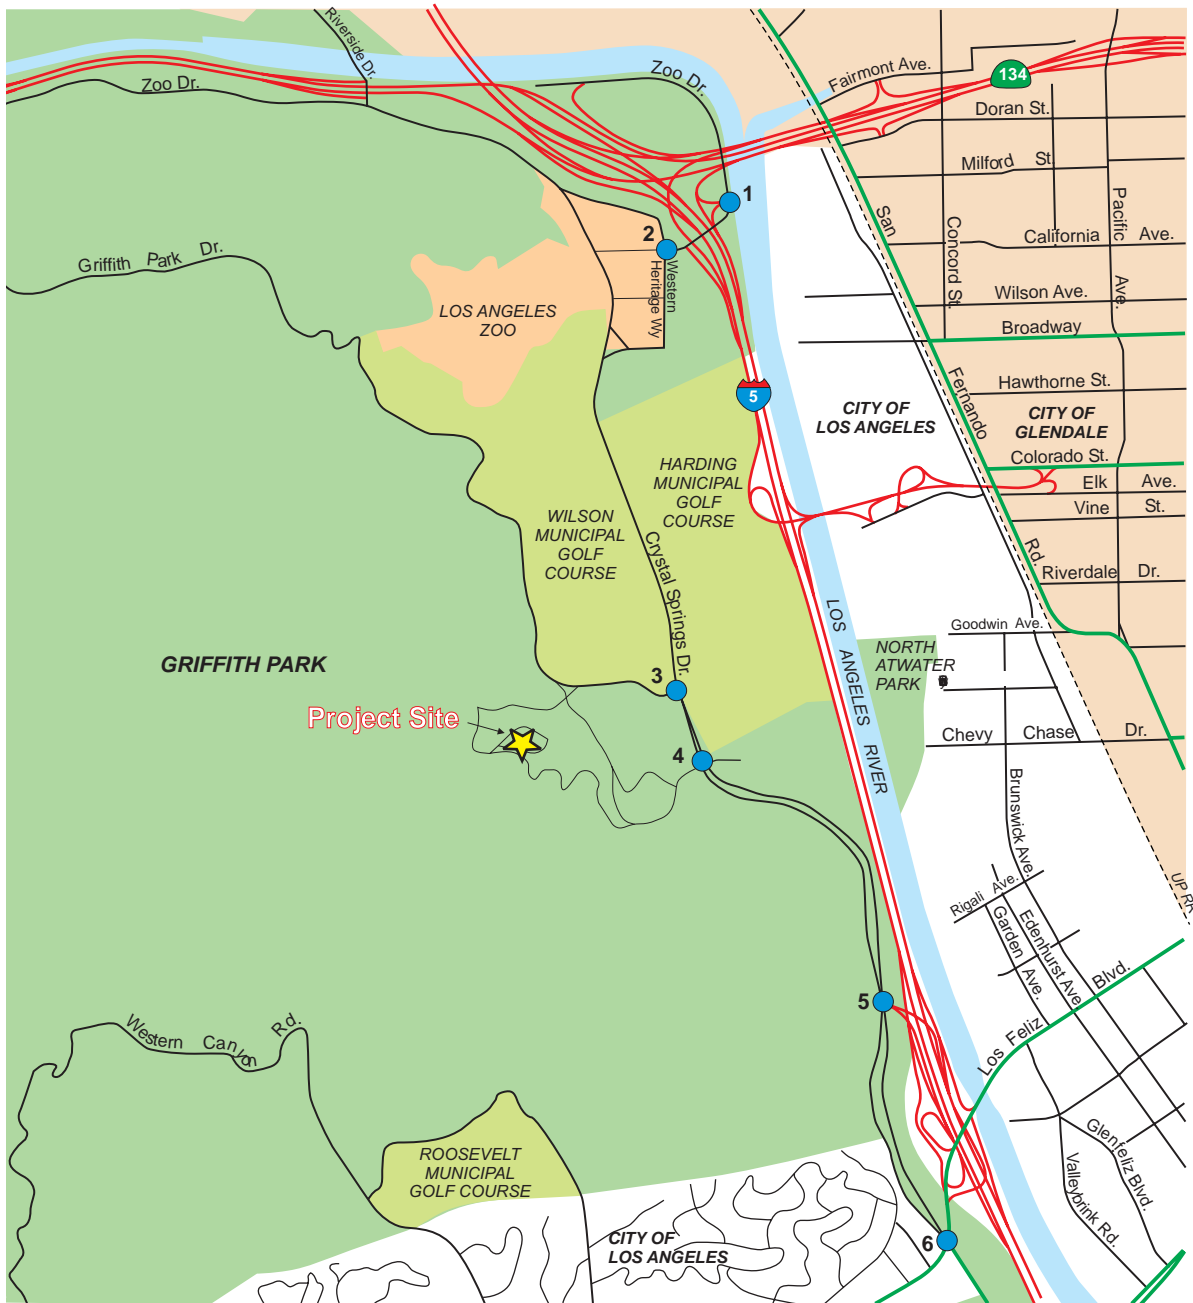 Riverside Dr.
Zoo Dr.
Zoo Dr.
Fairmont Ave.
134
Doran St.
Milford St.
1
San
Concord St.
Pacific
Ave.
California Ave.
2
Western
Heritage Wy
Griffith Park Dr.
LOS ANGELES
ZOO
Wilson Ave.
Broadway
Fernando
Hawthorne St.
5
CITY OF
LOS ANGELES
CITY OF
GLENDALE
Colorado St.
Elk Ave.
Vine St.
HARDING
MUNICIPAL
GOLF
COURSE
WILSON
MUNICIPAL
GOLF
COURSE
Crystal Springs Dr.
Rd.
Riverdale Dr.
LOS ANGELES RIVER
Goodwin Ave.
NORTH
ATWATER
PARK
GRIFFITH PARK
3
Project Site
4
Chevy Chase Dr.
Brunswick Ave.
UP RR
Rigali Ave.
Garden Ave.
Edenhurst Ave.
5
Los Feliz Blvd.
Western Canyon Rd.
ROOSEVELT
MUNICIPAL
GOLF COURSE
Glenfeliz Blvd.
Valleybrink Rd.
CITY OF
LOS ANGELES
6